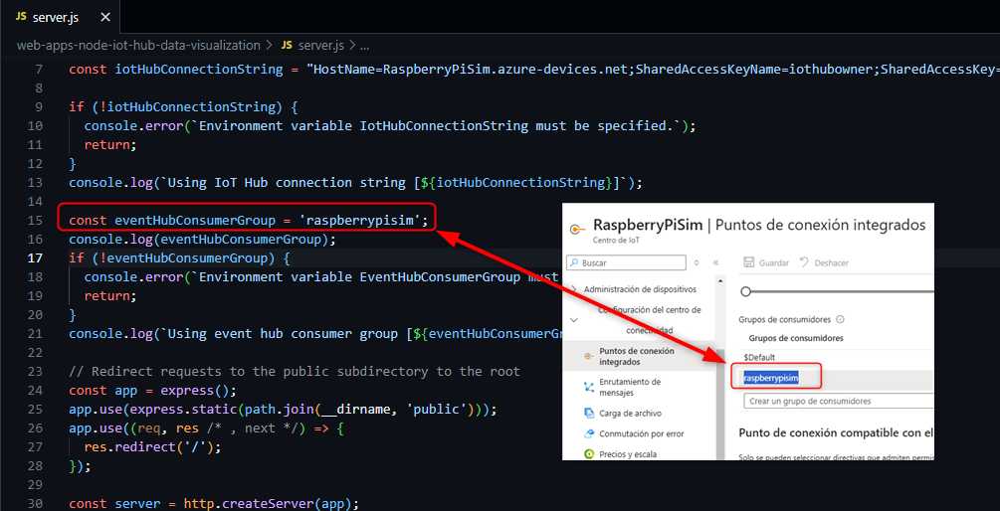 JS server.js ×
web-apps-node-iot-hub-data-visualization > JS server.js > ...
7 const iotHubConnectionString = "HostName=RaspberryPiSim.azure-devices.net;SharedAccessKeyName=iothubowner;SharedAccessKey=
8
9 if (!iotHubConnectionString) {
10 console.error(`Environment variable IotHubConnectionString must be specified.`);
11 return;
12 }
13 console.log(`Using IoT Hub connection string [${iotHubConnectionString}]`);
14
15 const eventHubConsumerGroup = 'raspberrypisim';
16 console.log(eventHubConsumerGroup);
17 if (!eventHubConsumerGroup) {
18 console.error(`Environment variable EventHubConsumerGroup must
19 return;
20 }
21 console.log(`Using event hub consumer group [${eventHubConsumerG
22
23 // Redirect requests to the public subdirectory to the root
24 const app = express();
25 app.use(express.static(path.join(__dirname, 'public')));
26 app.use((req, res /* , next */) => {
27 res.redirect('/');
28 });
29
30 const server = http.createServer(app);
RaspberryPiSim | Puntos de conexión integrados
Centro de IoT
Buscar
«
Guardar
Deshacer
Administración de dispositivos
Configuración del centro de
conectividad
Puntos de conexión
integrados
Enrutamiento de
mensajes
Carga de archivo
Conmutación por error
Precios y escala
Grupos de consumidores
Grupos de consumidores
$Default
raspberrypisim
Crear un grupo de consumidores
Punto de conexión compatible con el
Solo se pueden seleccionar directivas que admiten permis